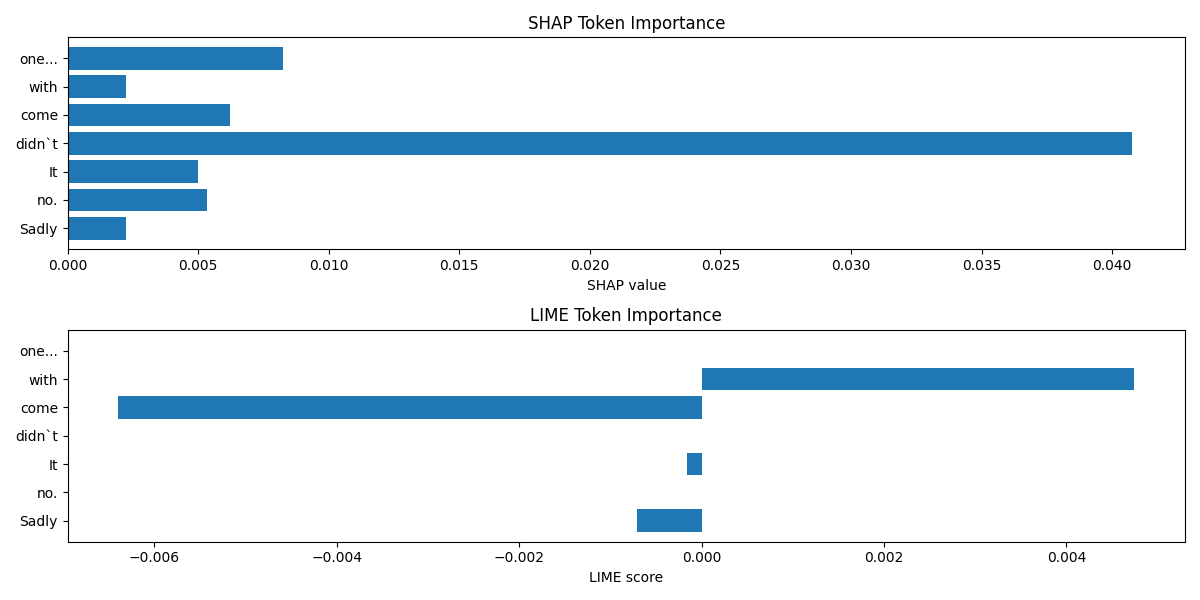 SHAP Token Importance
one...
with
come
didn`t
It
no.
Sadly
0.000 0.005 0.010 0.015 0.020 0.025 0.030 0.035 0.040
SHAP value
LIME Token Importance
one...
with
come
didn`t
It
no.
Sadly
−0.006 −0.004 −0.002 0.000 0.002 0.004
LIME score